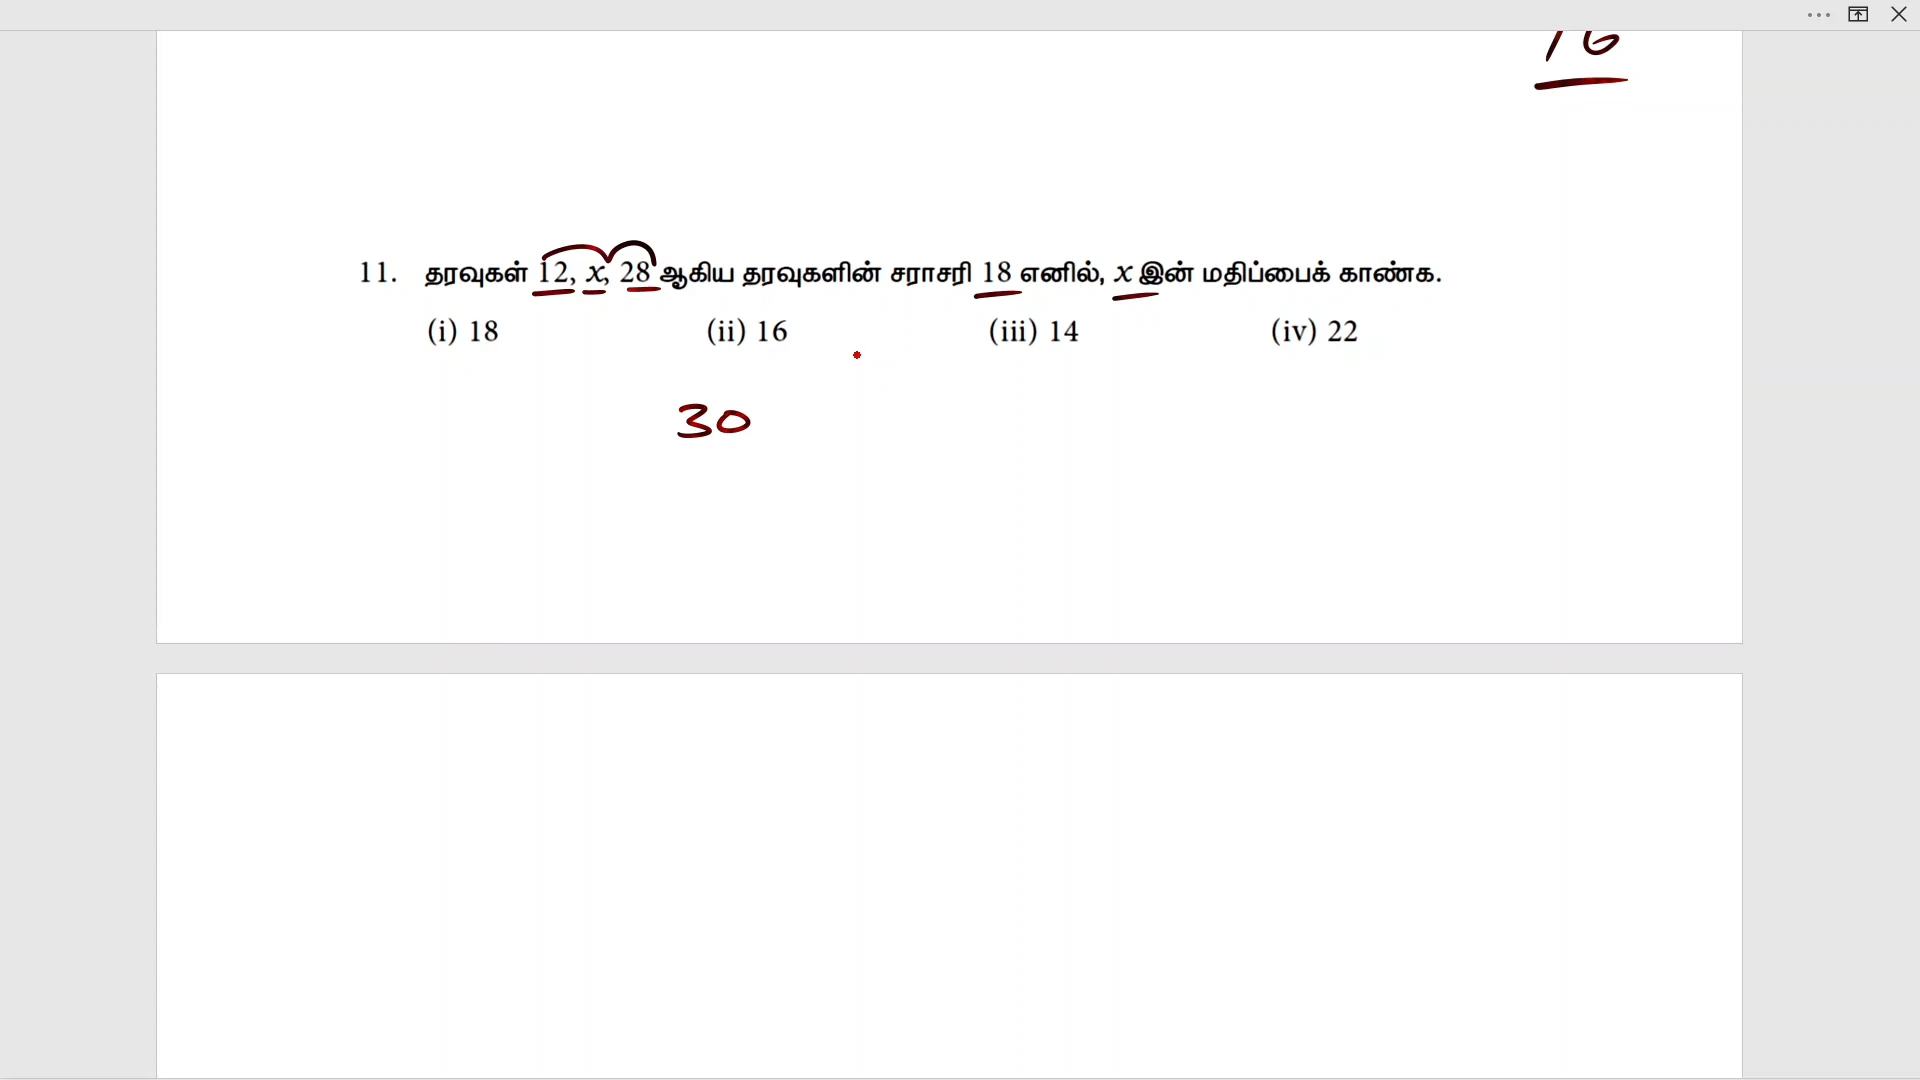 16
11. தரவுகள் 12, x, 28 ஆகிய தரவுகளின் சராசரி 18 எனில், x இன் மதிப்பைக் காண்க.
(i) 18 (ii) 16 (iii) 14 (iv) 22
30